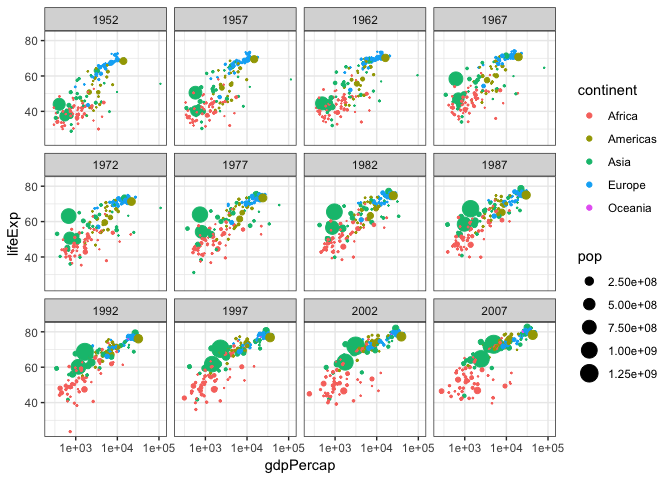 1952 1957 1962 1967
80
60
40
1972 1977 1982 1987
80
60
40
1992 1997 2002 2007
80
60
40
1e+03 1e+04 1e+05 1e+03 1e+04 1e+05 1e+03 1e+04 1e+05 1e+03 1e+04 1e+05
gdpPercap
lifeExp
continent
Africa
Americas
Asia
Europe
Oceania
pop
2.50e+08
5.00e+08
7.50e+08
1.00e+09
1.25e+09